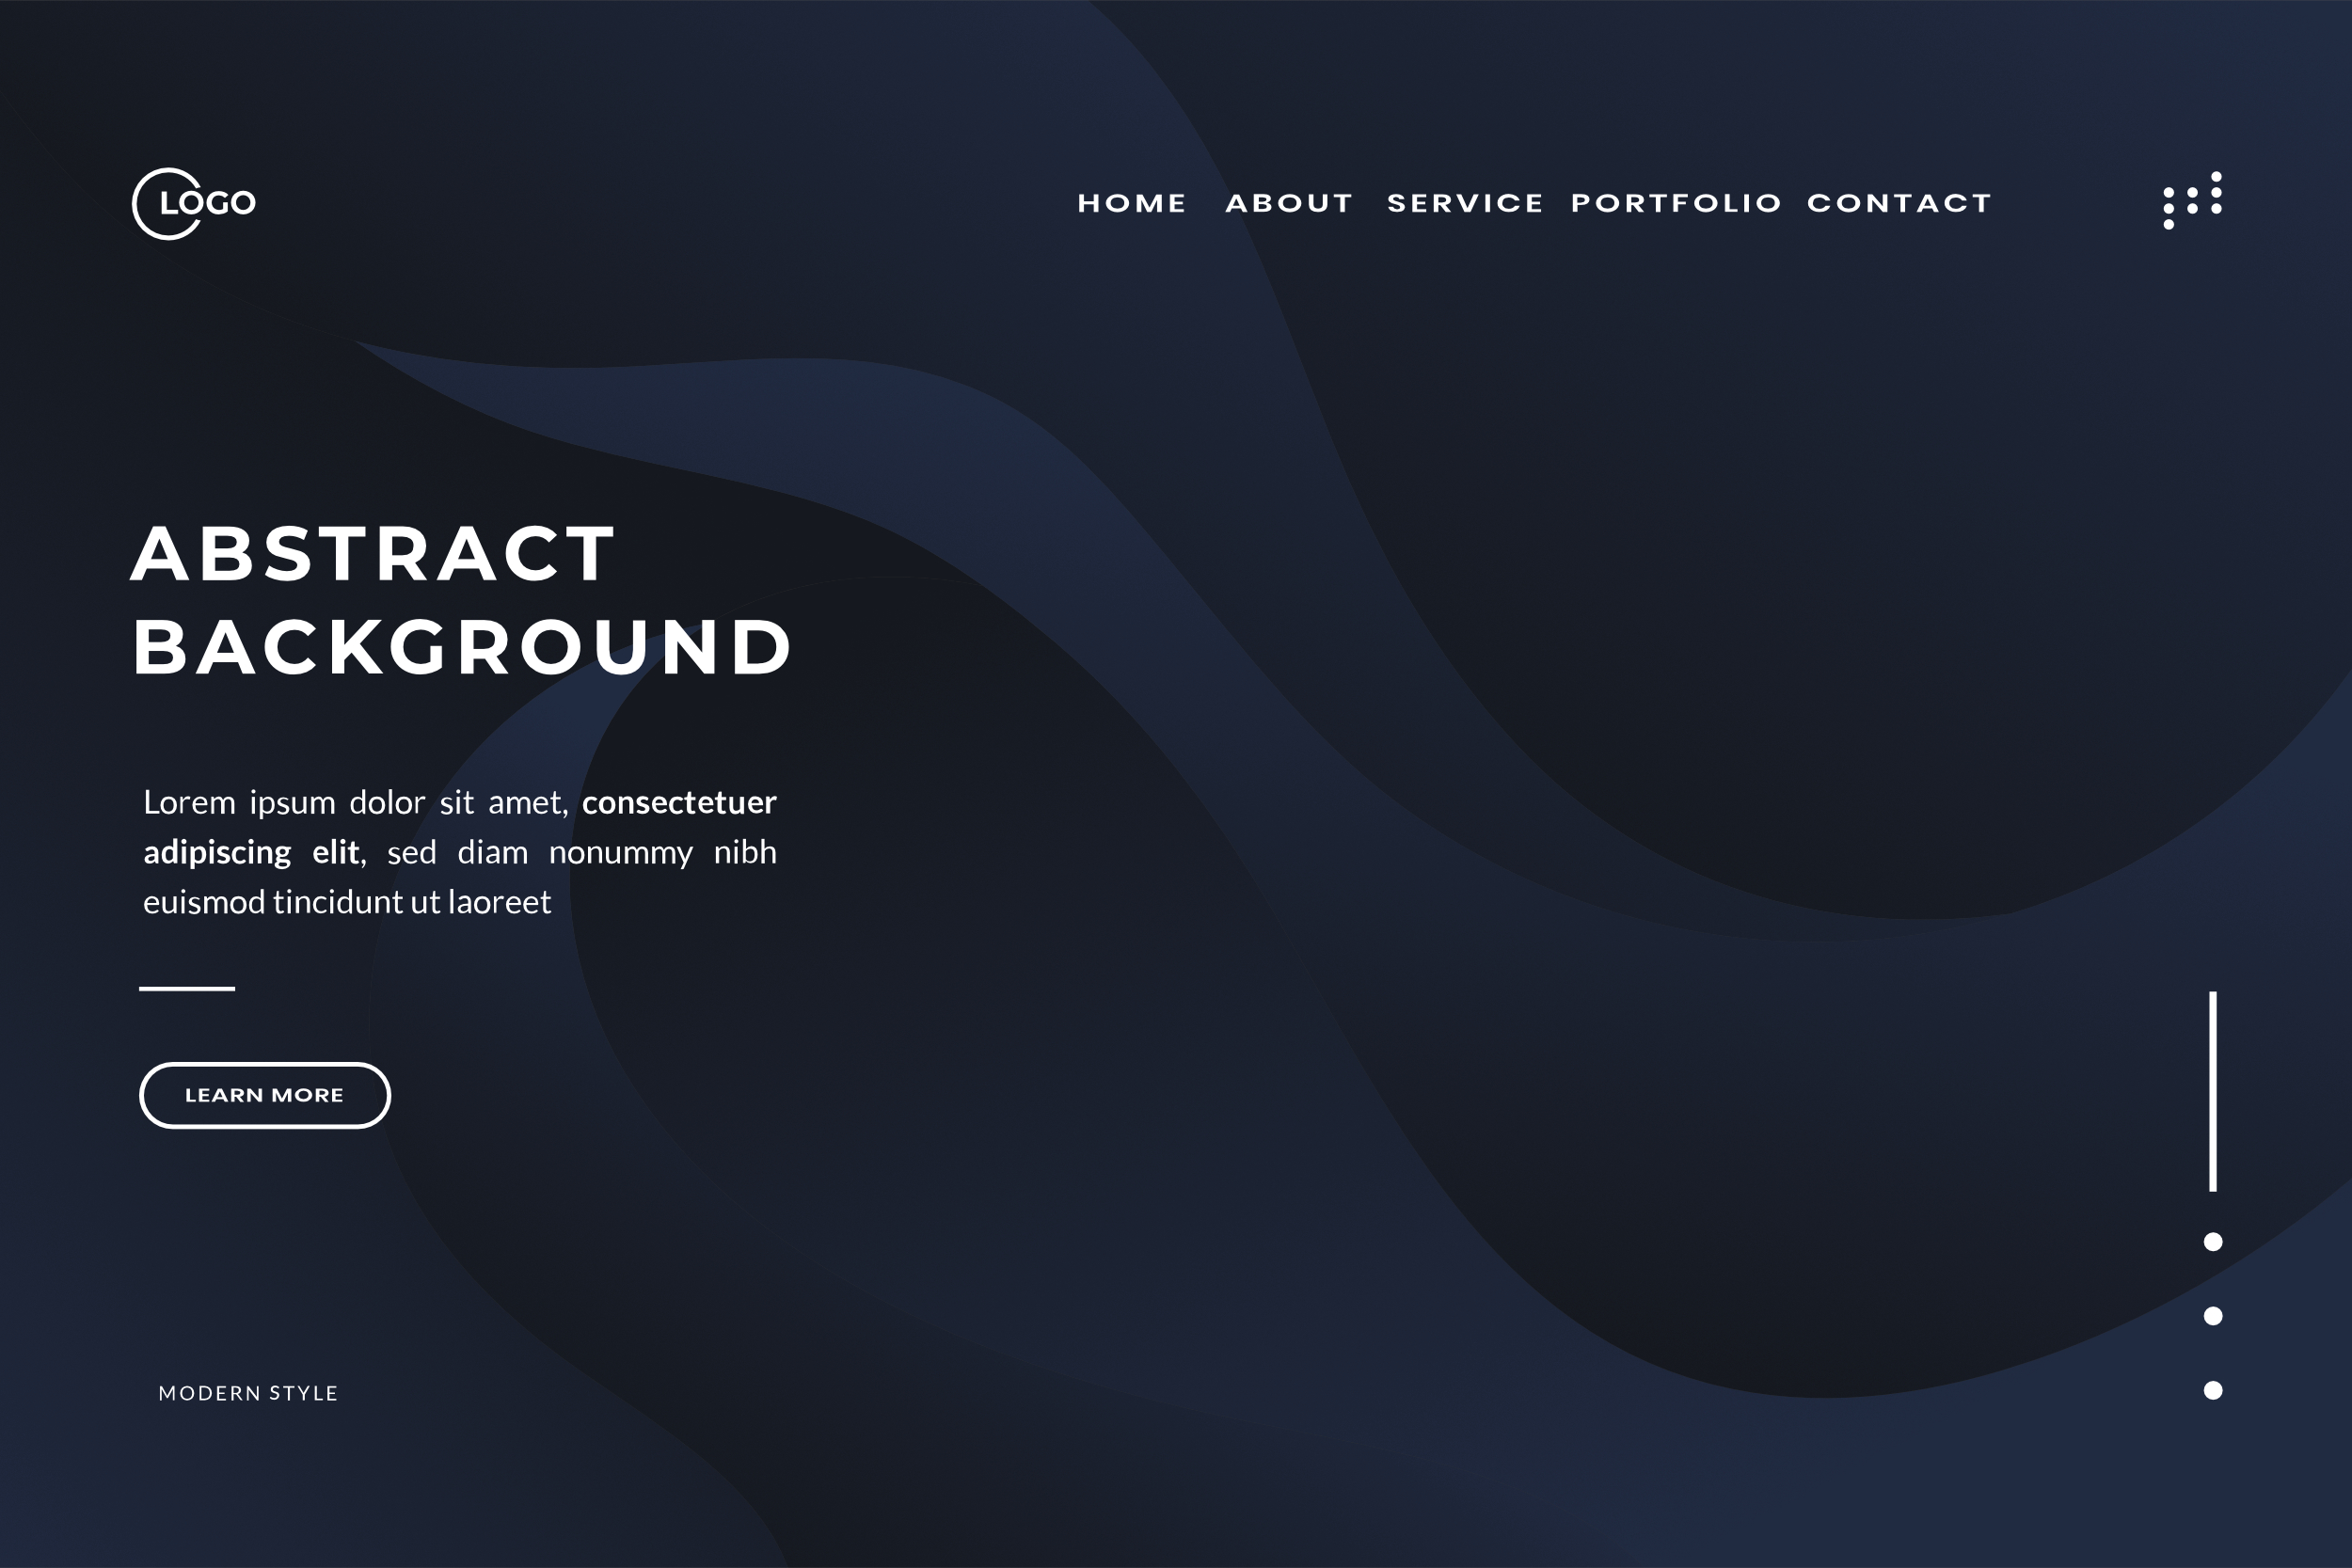 LOGO
HOME ABOUT SERVICE PORTFOLIO CONTACT
ABSTRACT
BACKGROUND
Lorem ipsum dolor sit amet, consectetuer
adipiscing elit, sed diam nonummy nibh
euismod tincidunt ut laoreet
LEARN MORE
MODERN STYLE